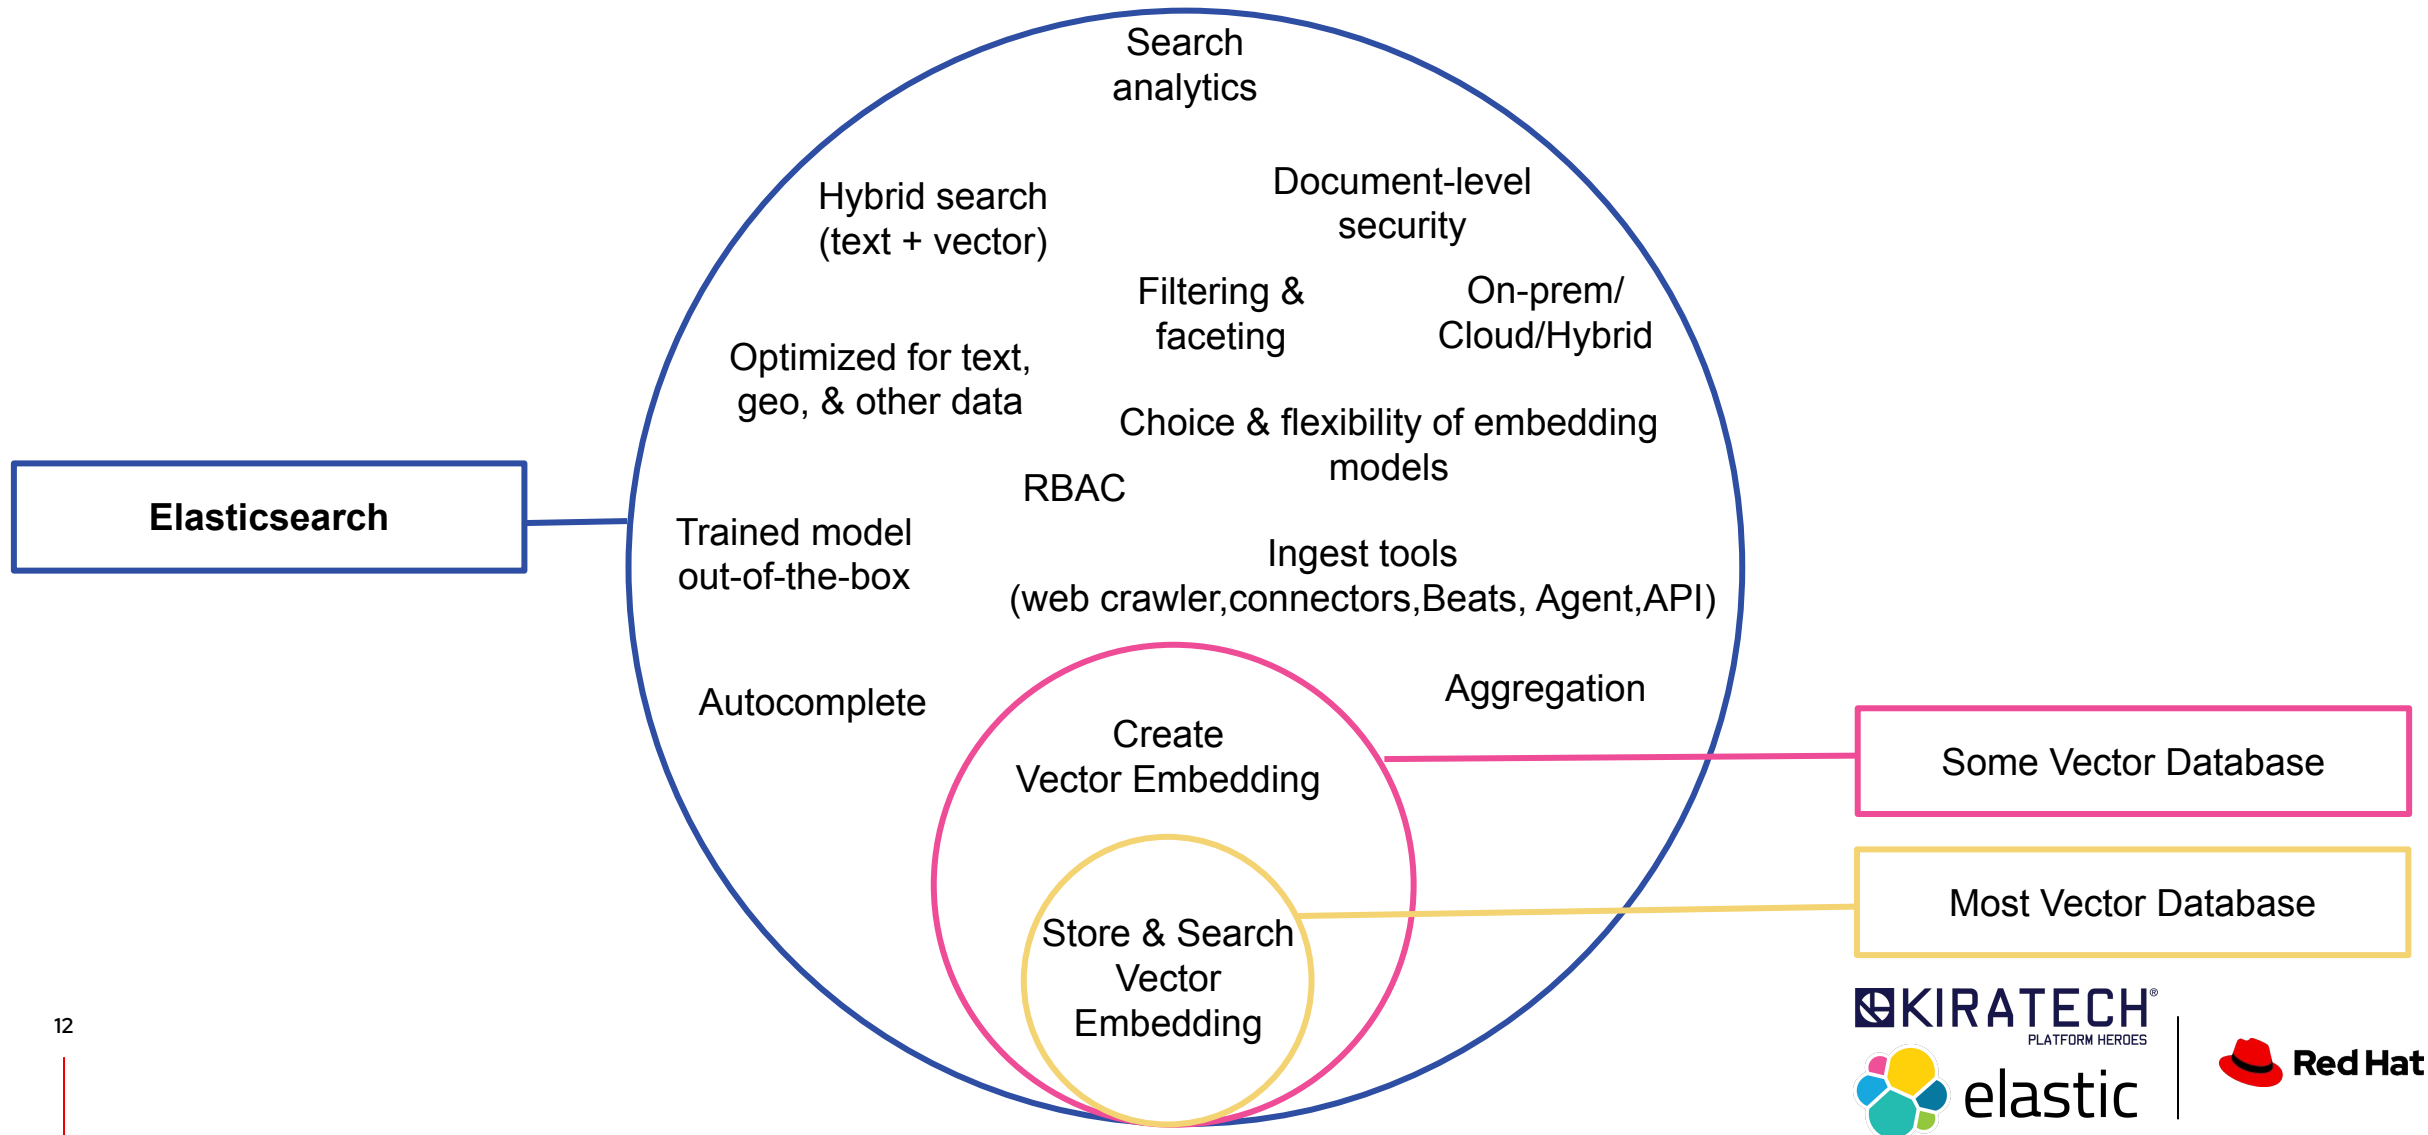 Search
analytics
Hybrid search
(text + vector)
Document-level
security
Filtering &
faceting
On-prem/
Cloud/Hybrid
Optimized for text,
geo, & other data
Choice & flexibility of embedding
models
RBAC
Elasticsearch
Trained model
out-of-the-box
Ingest tools
(web crawler,connectors,Beats, Agent,API)
Autocomplete
Aggregation
Create
Vector Embedding
Some Vector Database
Store & Search
Vector
Embedding
Most Vector Database
12
KIRATECH®
PLATFORM HEROES
elastic
Red Hat